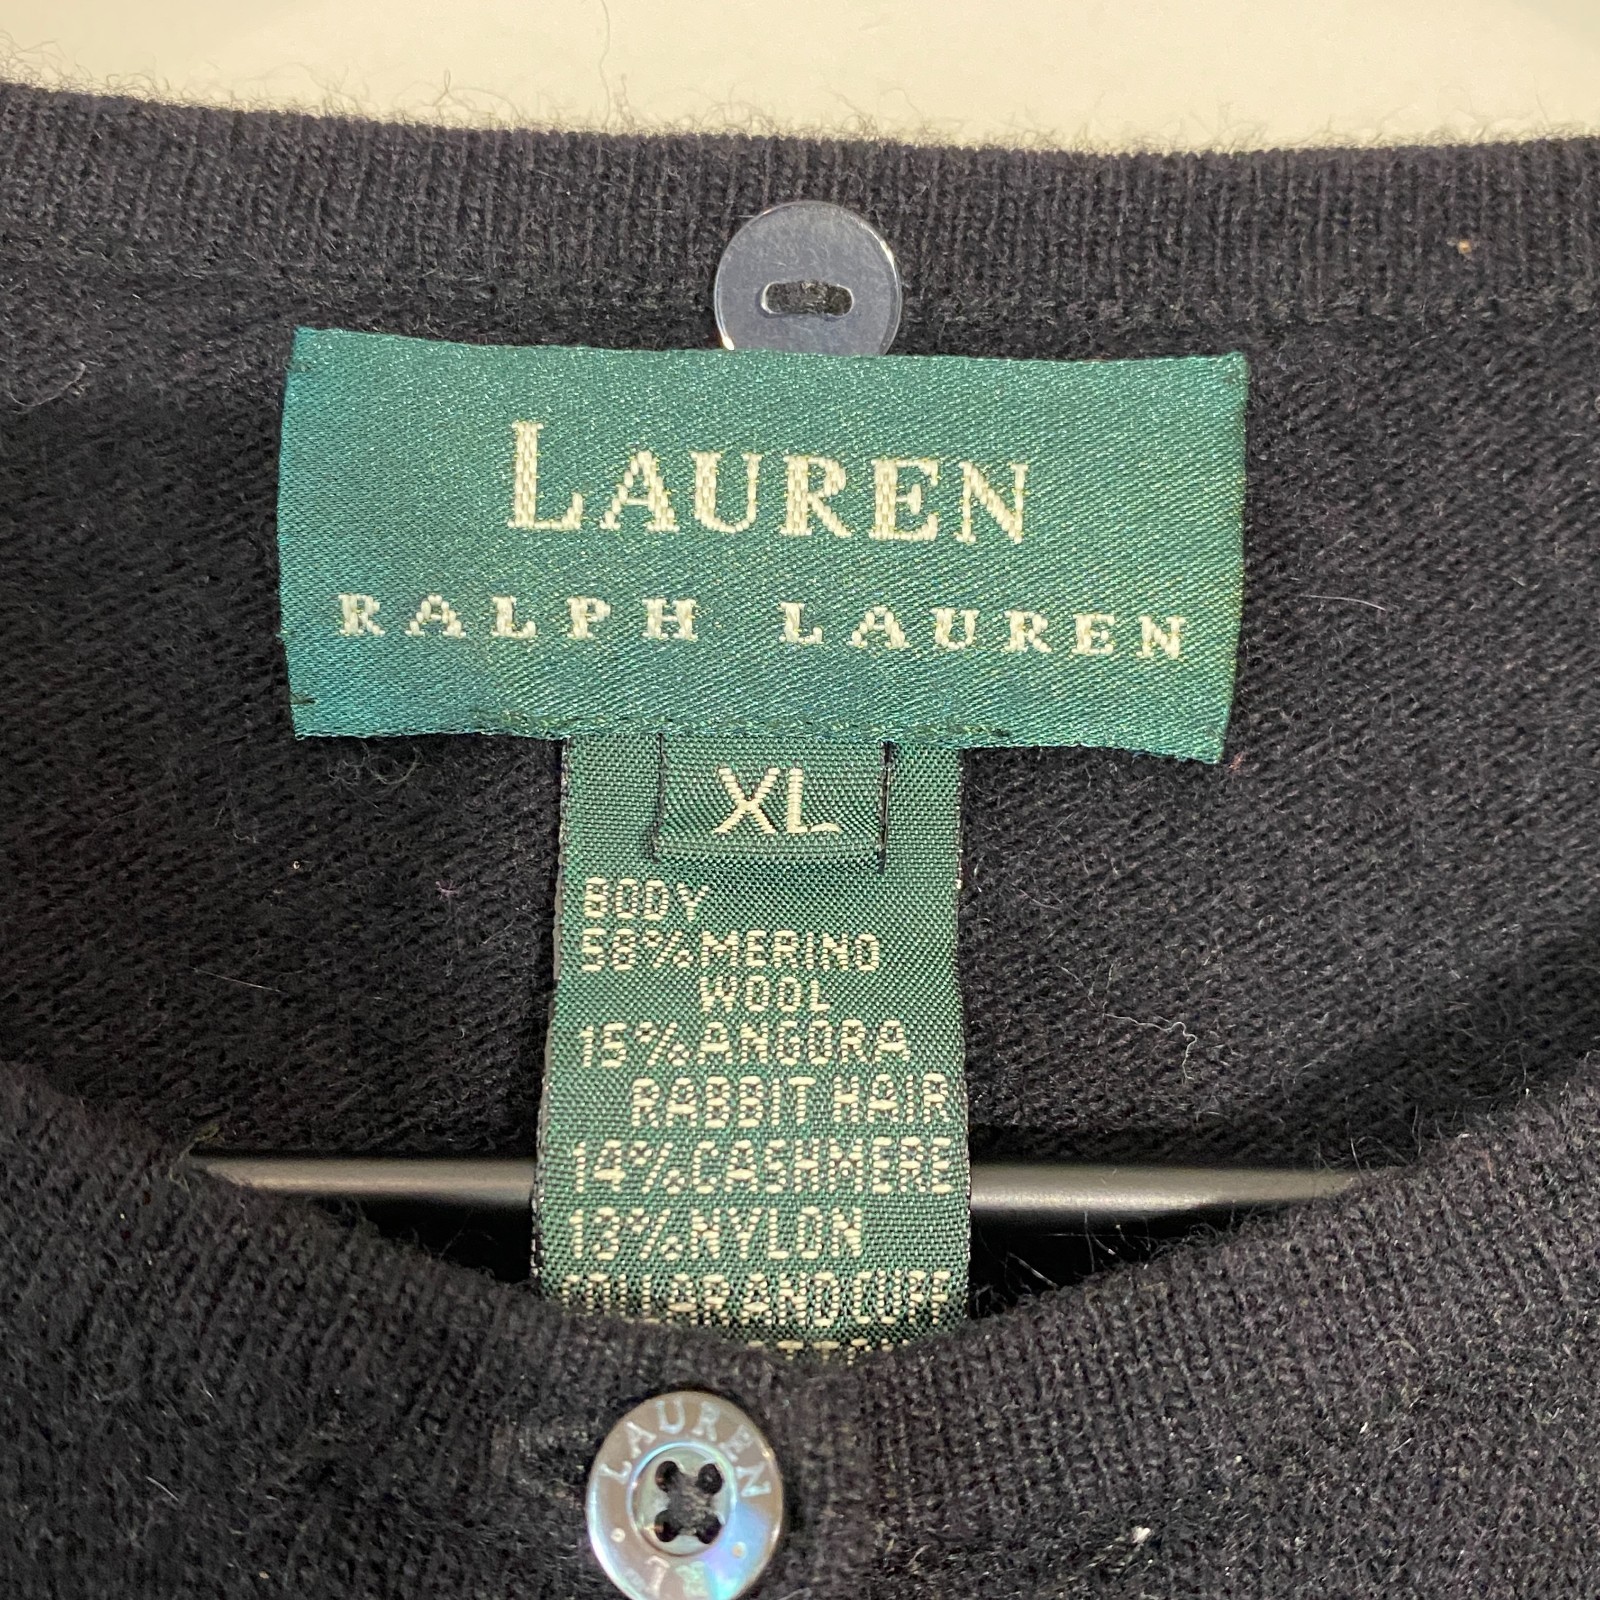 LAUREN
RALPH LAUREN
XL
BODY
58% MERINO
WOOL
15% ANGORA
RABBIT HAIR
14% CASHMERE
13% NYLON
COLLAR AND CUFF
LAUREN